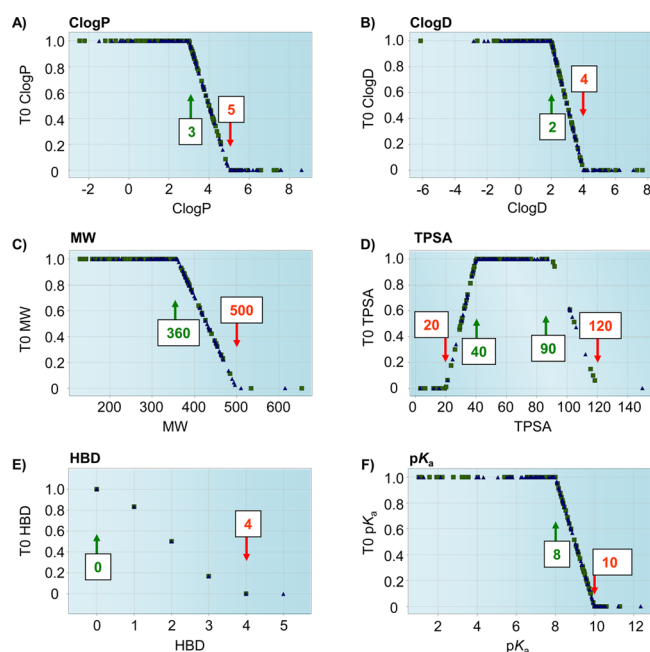 A) ClogP
T0 ClogP
1.0
0.8
0.6
0.4
0.2
0
3
5
-2 0 2 4 6 8
ClogP
B) ClogD
T0 ClogD
1.0
0.8
0.6
0.4
0.2
0
2
4
-6 -4 -2 0 2 4 6 8
ClogD
C) MW
T0 MW
1.0
0.8
0.6
0.4
0.2
0
360
500
200 300 400 500 600
MW
D) TPSA
T0 TPSA
1.0
0.8
0.6
0.4
0.2
0
20
40
90
120
0 20 40 60 80 100 120 140
TPSA
E) HBD
T0 HBD
1.0
0.8
0.6
0.4
0.2
0
0
4
0 1 2 3 4 5
HBD
F) pKa
T0 pKa
1.0
0.8
0.6
0.4
0.2
0
8
10
2 4 6 8 10 12
pKa